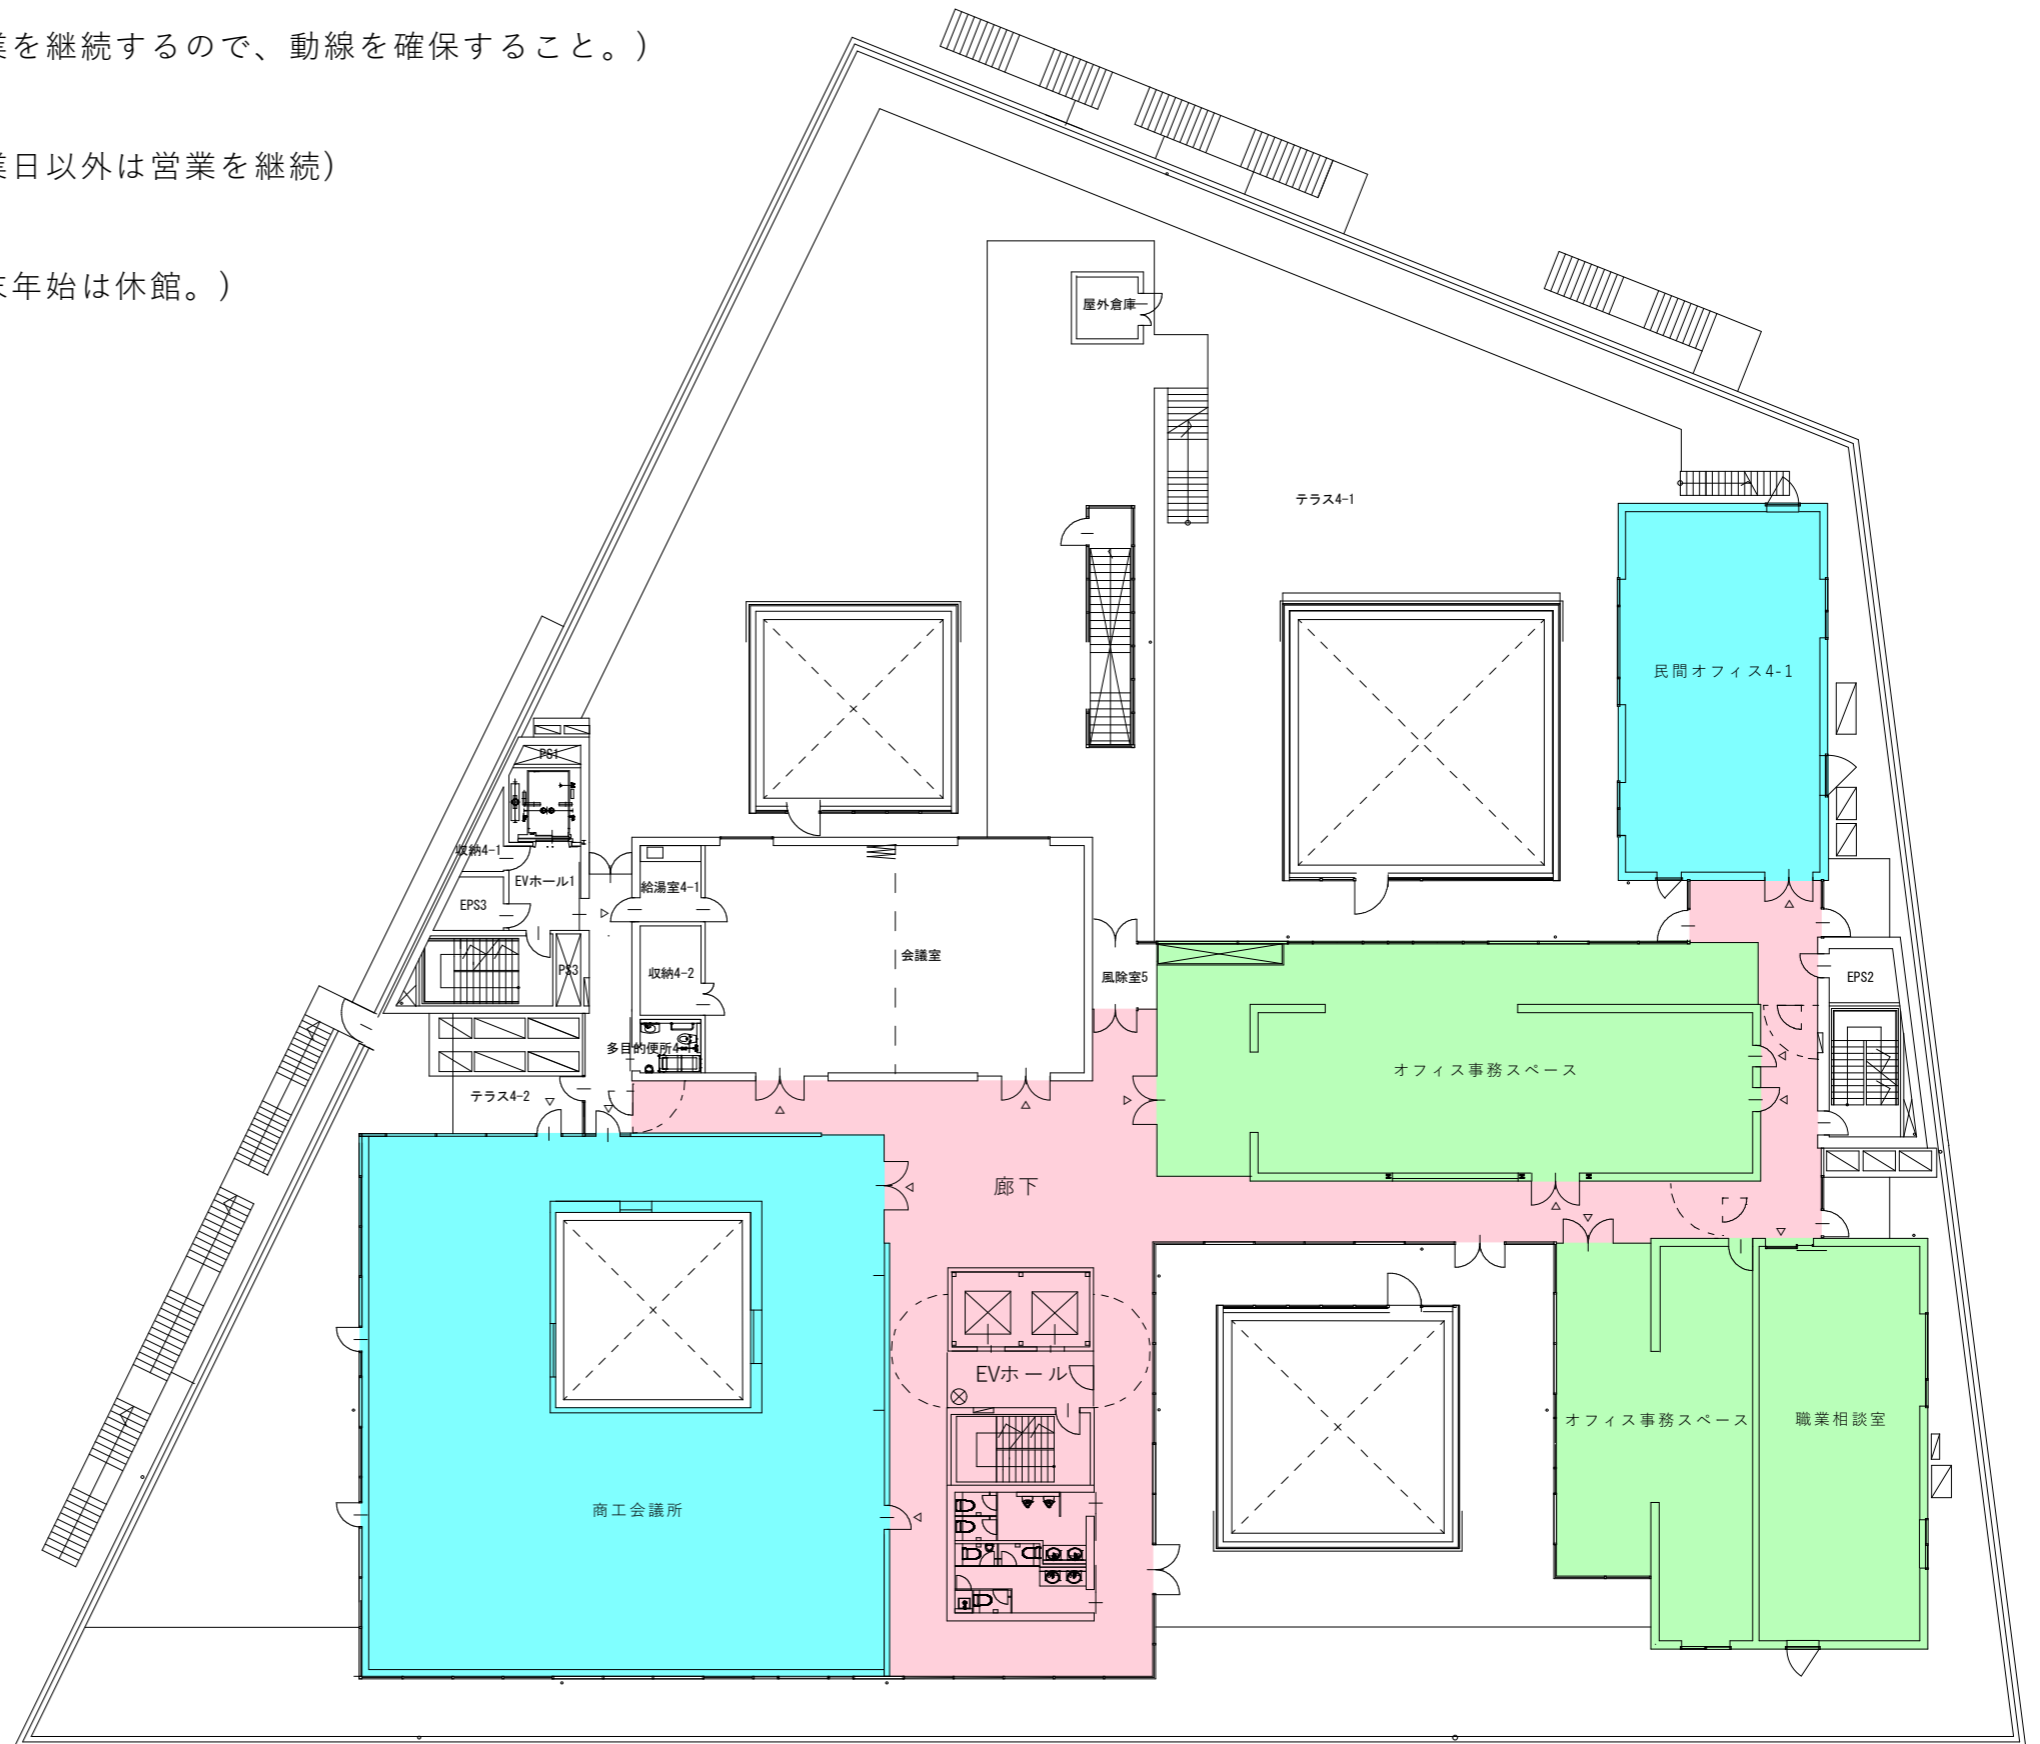 業を継続するので、動線を確保すること。）
業日以外は営業を継続）
末年始は休館。）
屋外倉庫
テラス4-1
民間オフィス4-1
PS1
収納4-1
EVホール1
給湯室4-1
EPS3
会議室
PS3
収納4-2
風除室5
EPS2
多目的便所4-1
オフィス事務スペース
テラス4-2
廊下
EVホール
オフィス事務スペース
職業相談室
商工会議所